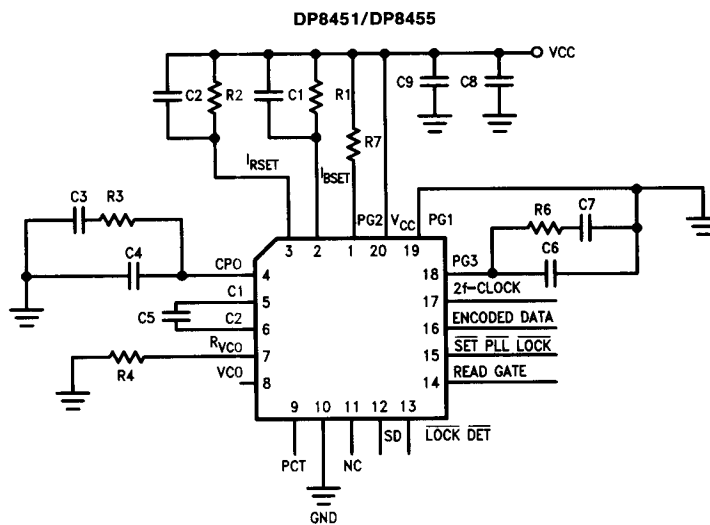 DP8451/DP8455
VCC
C2
R2
C1
R1
C9
C8
R7
IRSET
IBSET
PG2
VCC
PG1
C3
R3
R6
C7
C4
CPO
3
2
1
20
19
4
18
PG3
C6
C1
5
2f-CLOCK
17
C5
C2
6
ENCODED DATA
16
RVCO
7
SET PLL LOCK
15
R4
VCO
8
READ GATE
14
9
10
11
12
13
SD
LOCK DET
PCT
NC
GND